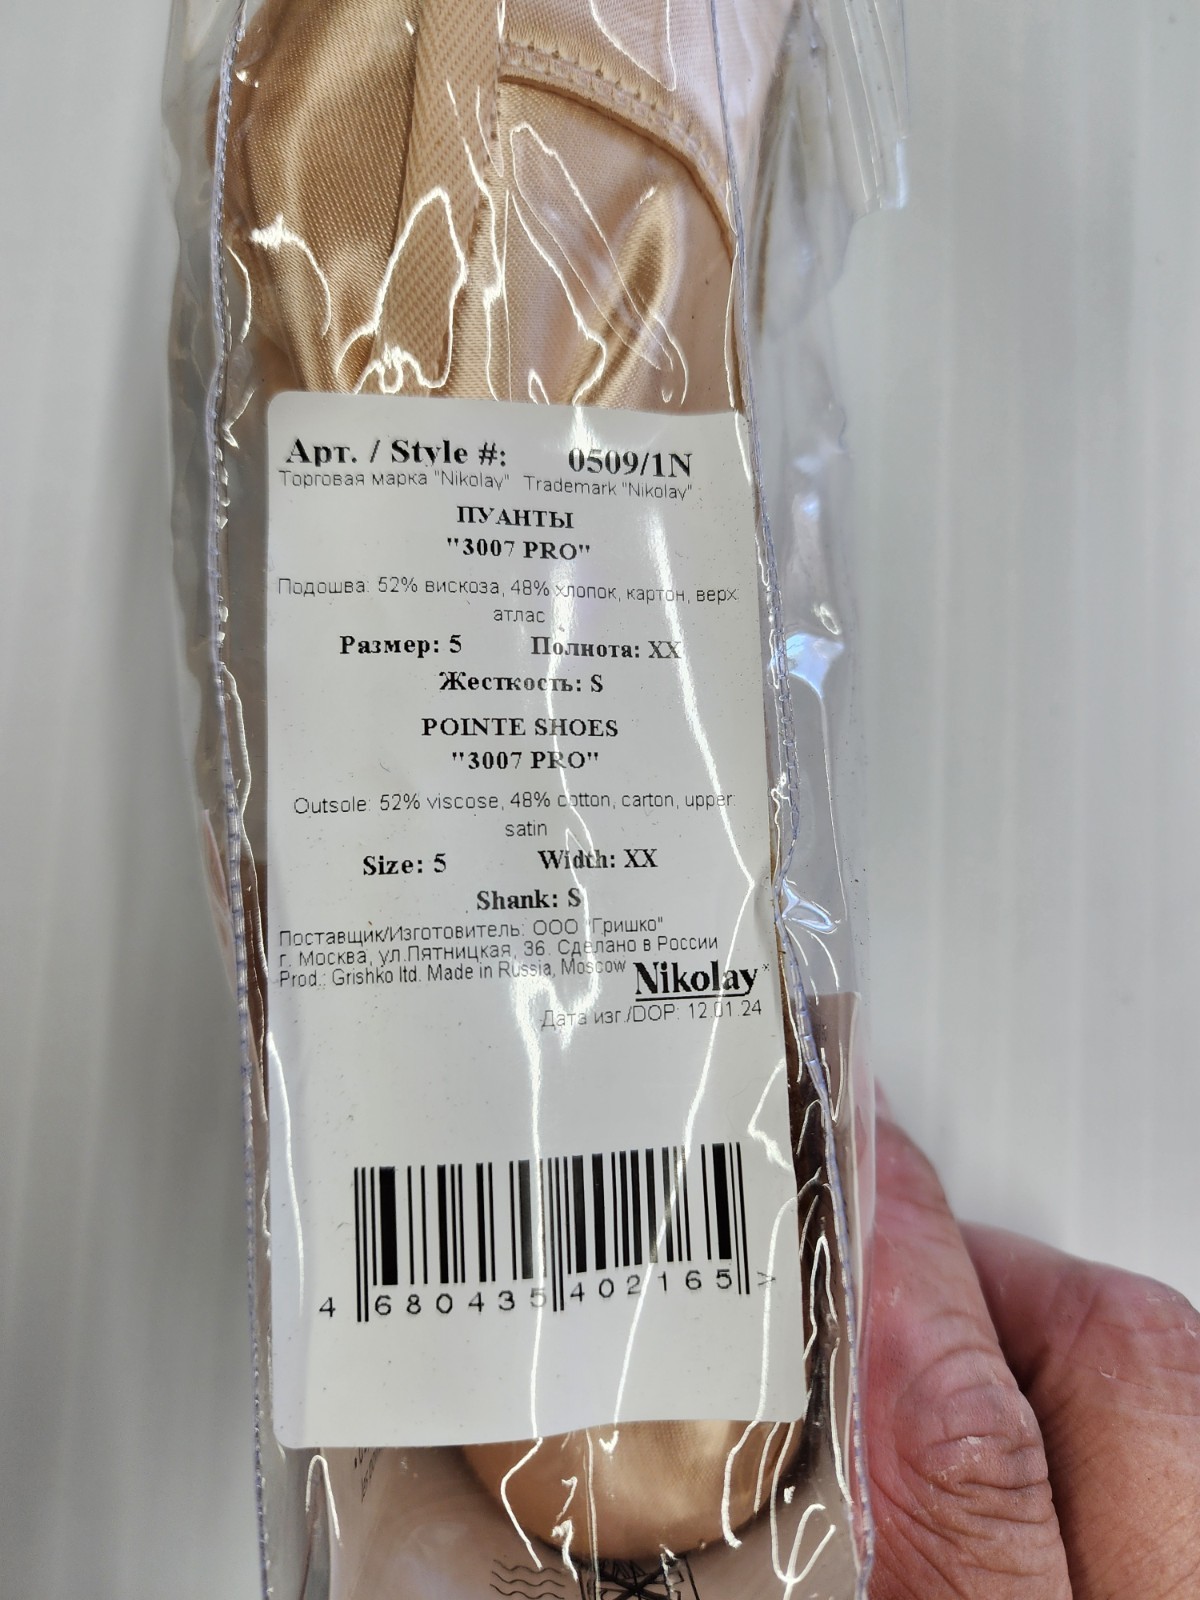 Арт. / Style #: 0509/1N
Торговая марка "Nikolay" Trademark "Nikolay"
ПУАНТЫ
"3007 PRO"
Подошва: 52% вискоза, 48% хлопок, картон, верх:
атлас
Размер: 5 Полнота: XX
Жесткость: S
POINTE SHOES
"3007 PRO"
Outsole: 52% viscose, 48% cotton, carton, upper:
satin
Size: 5 Width: XX
Shank: S
Поставщик/Изготовитель: ООО "Гришко"
г. Москва, ул.Пятницкая, 36. Сделано в России
Prod.: Grishko ltd. Made in Russia, Moscow
Nikolay
Дата изг./DOP: 12.01.24
4 680435 402165 >